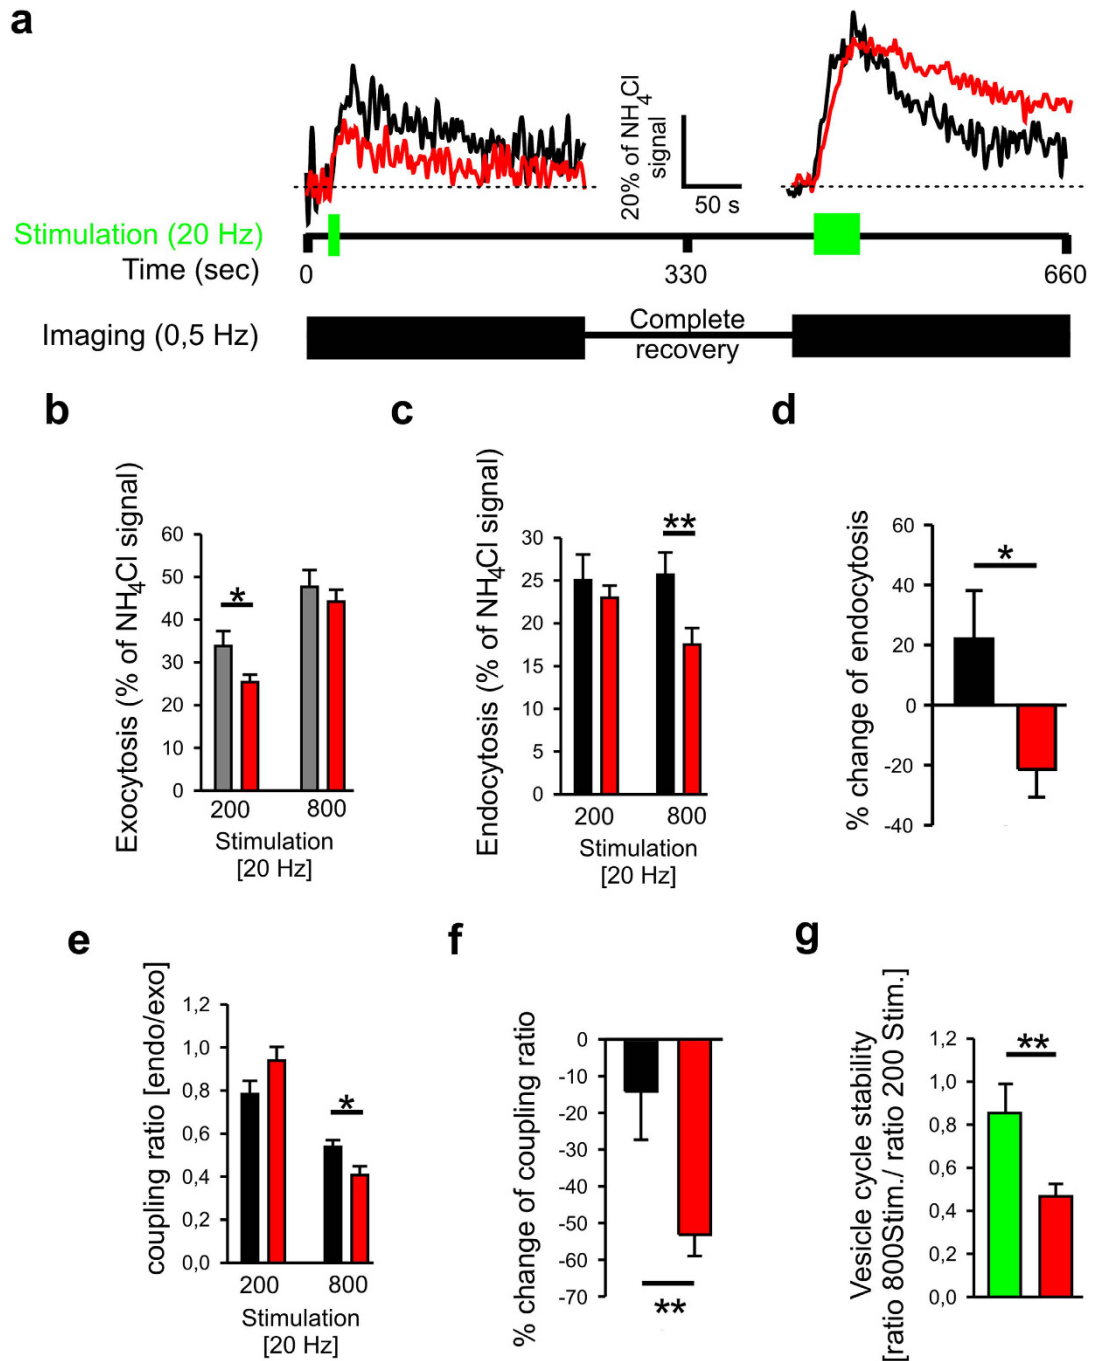 a
20% of NH4Cl
signal
50 s
Stimulation (20 Hz)
Time (sec)
0
330
660
Imaging (0,5 Hz)
Complete
recovery
b
Exocytosis (% of NH4Cl signal)
60
50
40
30
20
10
0
*
200
800
Stimulation
[20 Hz]
c
Endocytosis (% of NH4Cl signal)
30
25
20
15
10
5
0
**
200
800
Stimulation
[20 Hz]
d
% change of endocytosis
60
40
20
0
-20
-40
*
e
coupling ratio [endo/exo]
1,2
1,0
0,8
0,6
0,4
0,2
0,0
*
200
800
Stimulation
[20 Hz]
f
% change of coupling ratio
0
-10
-20
-30
-40
-50
-60
-70
**
g
Vesicle cycle stability
[ratio 800Stim./ ratio 200 Stim.]
1,2
1,0
0,8
0,6
0,4
0,2
0,0
**